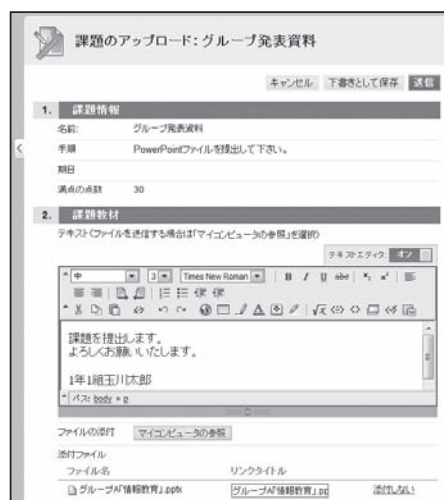 課題のアップロード：グループ発表資料
キャンセル 下書きとして保存 送信
1. 課題情報
名前： グループ発表資料
手順 PowerPointファイルを提出して下さい。
期日
満点の点数 30
2. 課題教材
テキスト（ファイルを送信する場合は「マイコンピュータの参照」を選択）
テキストエディタ： オン
中 3 Times New Roman B I U abc x₂ x²
課題を提出します。
よろしくお願いいたします。
1年1組玉川太郎
パス: body » p
ファイルの添付 マイコンピュータの参照
添付ファイル
ファイル名 リンクタイトル
グループA「情報教育」.pptx グループA「情報教育」.pp 添付しない